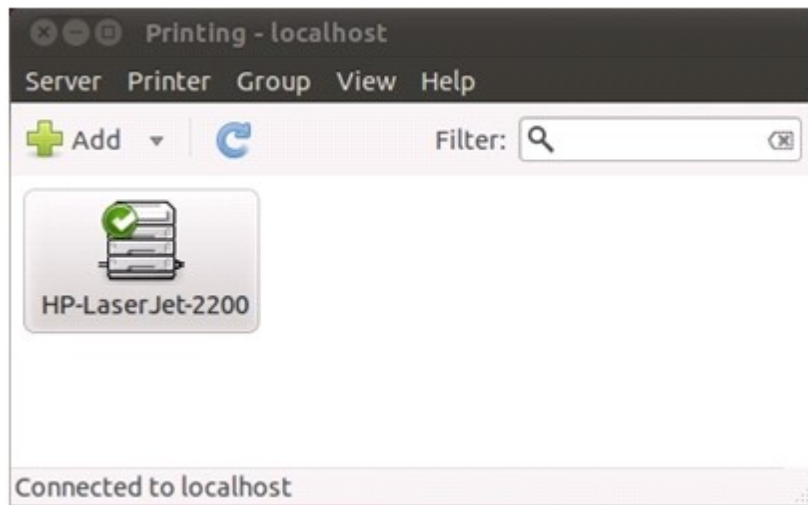 Printing - localhost
Server Printer Group View Help
Add Filter:
HP-LaserJet-2200
Connected to localhost